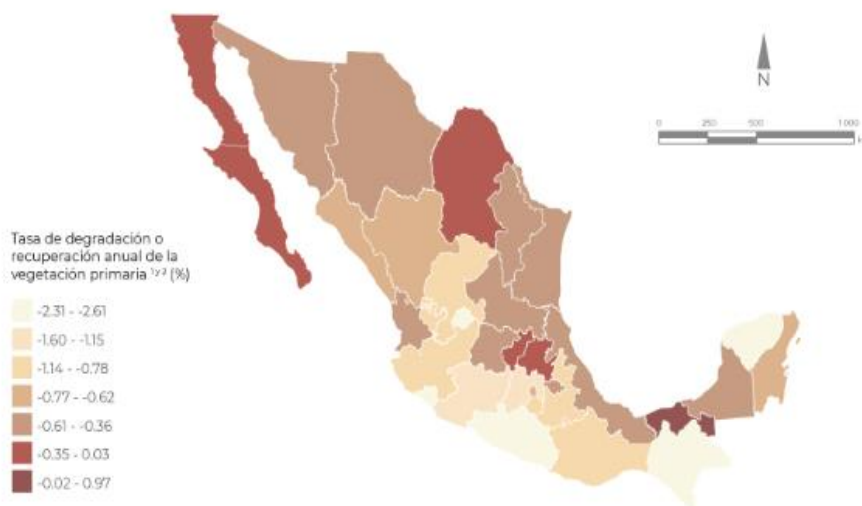 N
0 250 500 1 000
Tasa de degradación o
recuperación anual de la
vegetación primaria ¹ʸ² (%)
-2.31 - -2.61
-1.60 - -1.15
-1.14 - -0.78
-0.77 - -0.62
-0.61 - -0.36
-0.35 - 0.03
-0.02 - 0.97